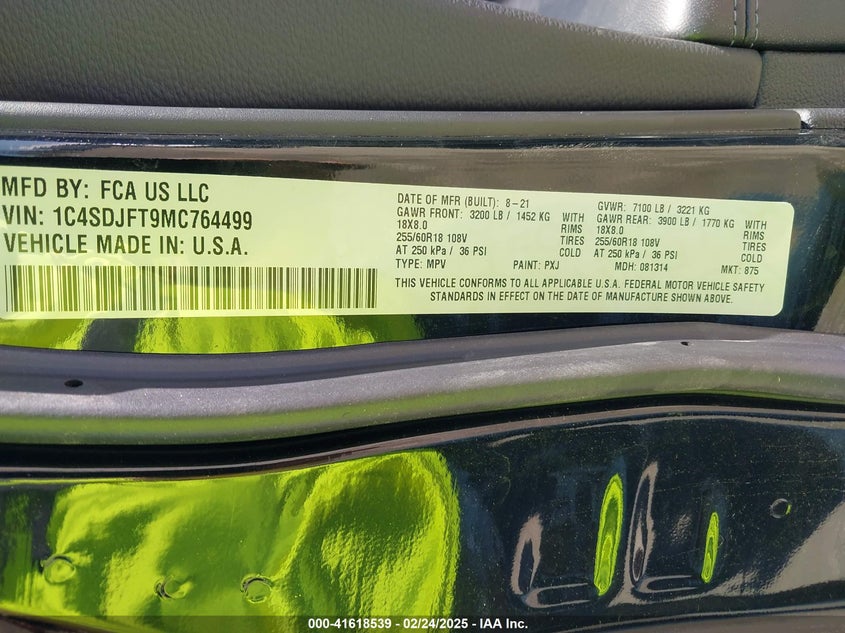 MFD BY: FCA US LLC
VIN: 1C4SDJFT9MC764499
VEHICLE MADE IN: U.S.A.
DATE OF MFR (BUILT): 8-21 GVWR: 7100 LB / 3221 KG
GAWR FRONT: 3200 LB / 1452 KG WITH GAWR REAR: 3900 LB / 1770 KG WITH
18X8.0 RIMS 18X8.0 RIMS
255/60R18 108V TIRES 255/60R18 108V TIRES
AT 250 kPa / 36 PSI COLD AT 250 kPa / 36 PSI COLD
TYPE: MPV PAINT: PXJ MDH: 081314 MKT: 875
THIS VEHICLE CONFORMS TO ALL APPLICABLE U.S.A. FEDERAL MOTOR VEHICLE SAFETY
STANDARDS IN EFFECT ON THE DATE OF MANUFACTURE SHOWN ABOVE.
000-41618539 - 02/24/2025 - IAA Inc.